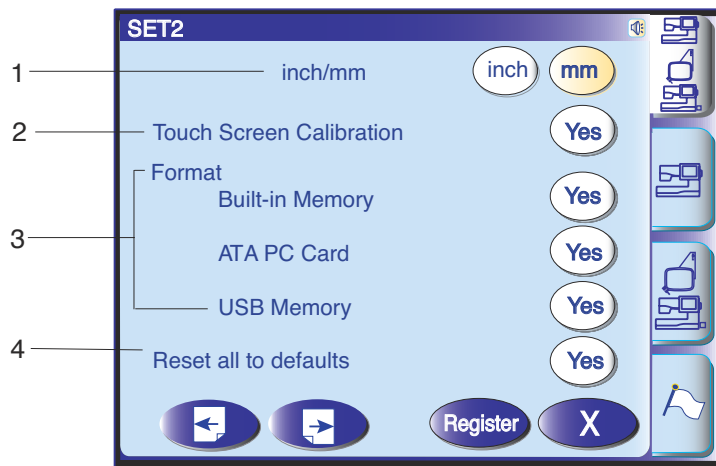 SET2
1 inch/mm inch mm
2 Touch Screen Calibration Yes
Format
Built-in Memory Yes
3
ATA PC Card Yes
USB Memory Yes
4 Reset all to defaults Yes
Register X